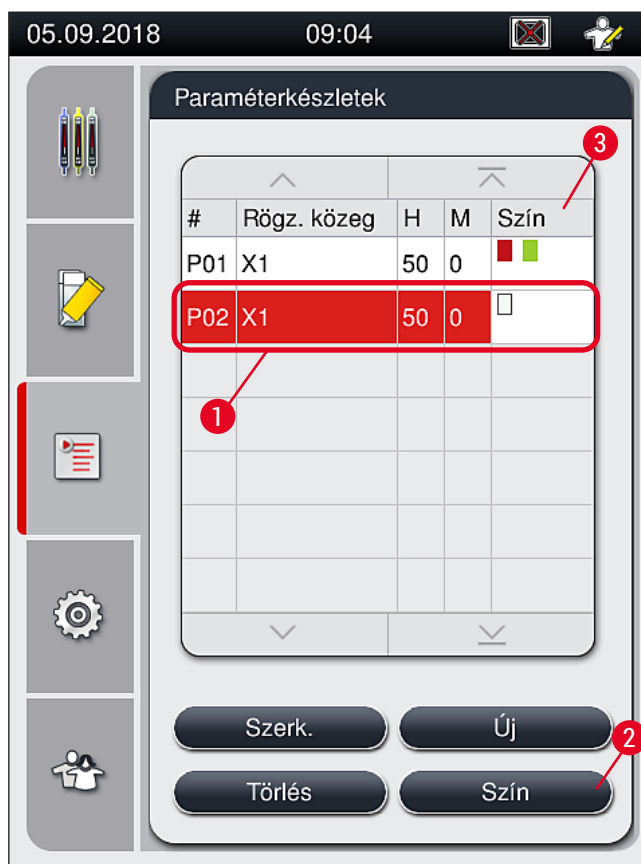 05.09.2018 09:04
Paraméterkészletek
3
# Rögz. közeg H M Szín
P01 X1 50 0
P02 X1 50 0
1
Szerk. Új
2
Törlés Szín